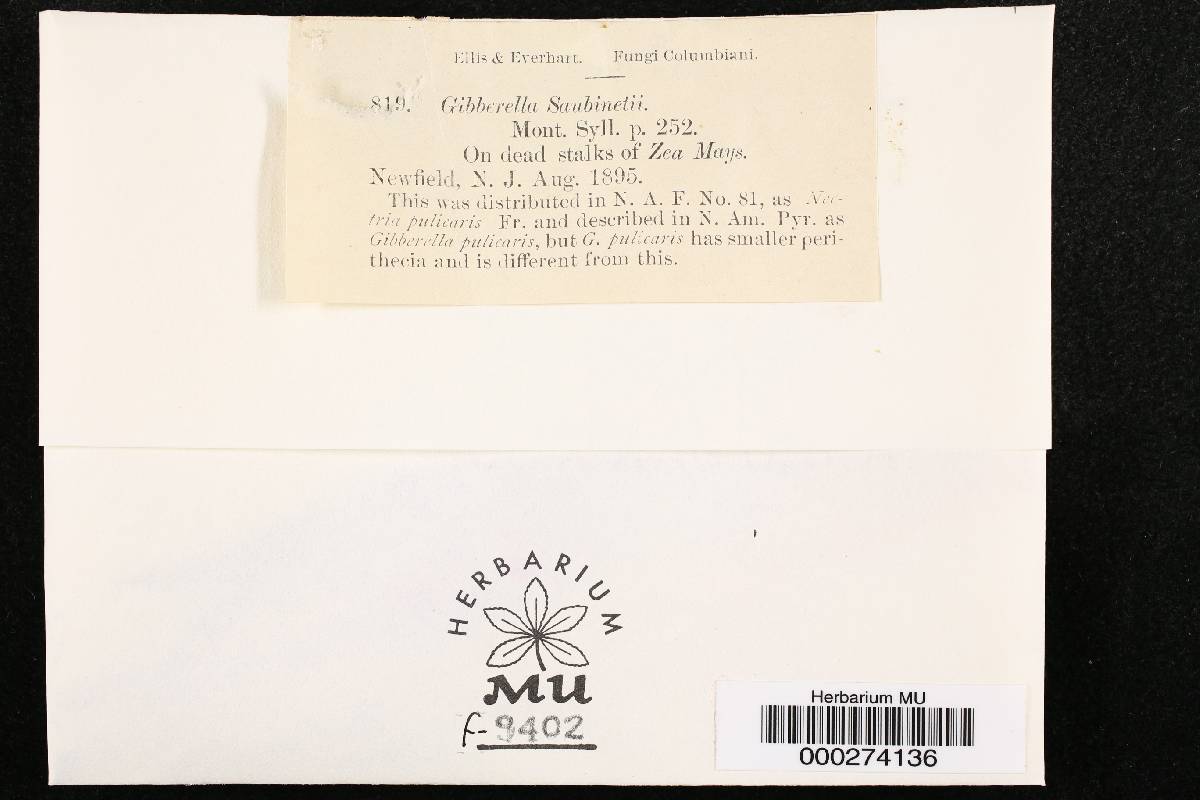 Ellis & Everhart. Fungi Columbiani.
819. Gibberella Saubinetii.
Mont. Syll. p. 252.
On dead stalks of Zea Mays.
Newfield, N. J. Aug. 1895.
This was distributed in N. A. F. No. 81, as Nec-
tria pulicaris Fr. and described in N. Am. Pyr. as
Gibberella pulicaris, but G. pulicaris has smaller peri-
thecia and is different from this.
HERBARIUM
MU
f-9402
Herbarium MU
000274136